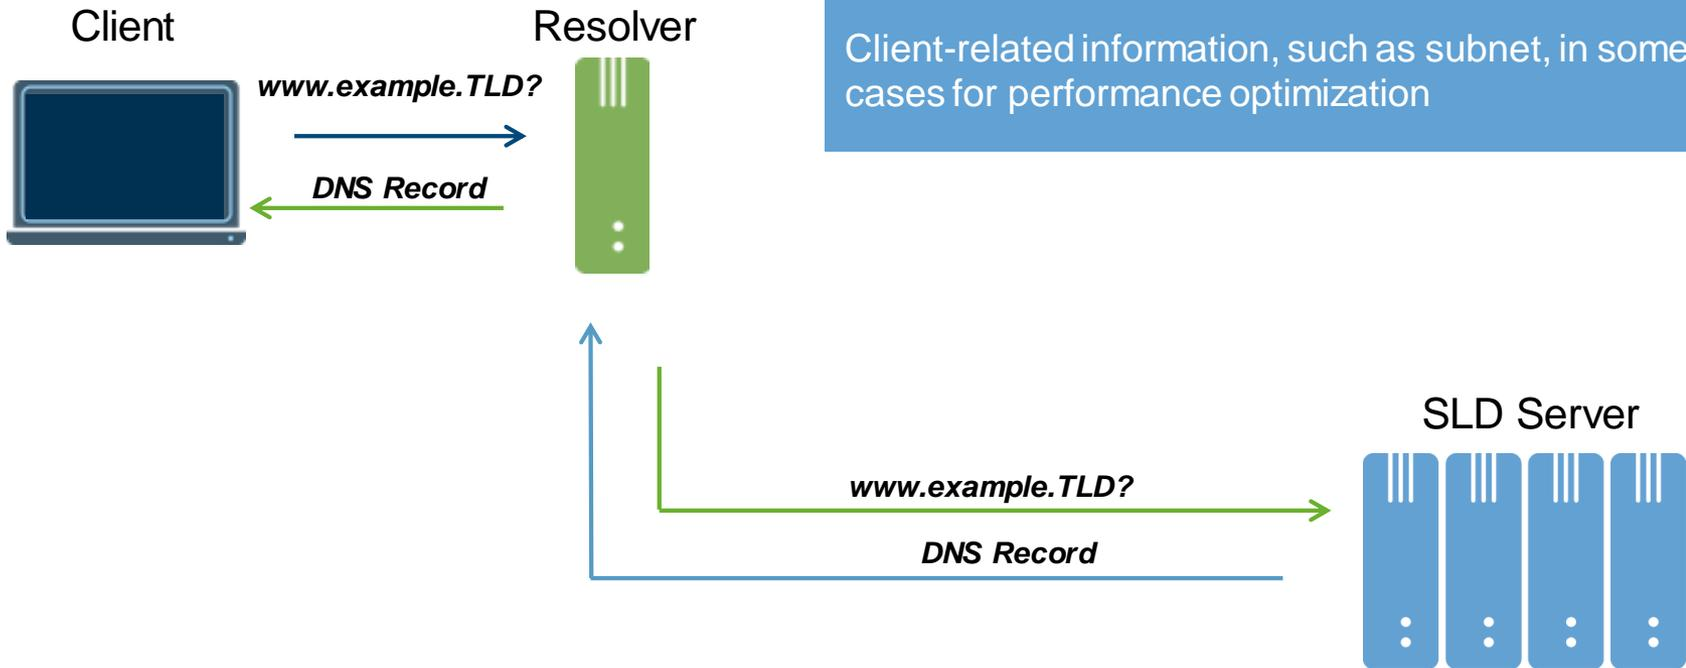 Client
Resolver
Client-related information, such as subnet, in some
cases for performance optimization
www.example.TLD?
DNS Record
SLD Server
www.example.TLD?
DNS Record